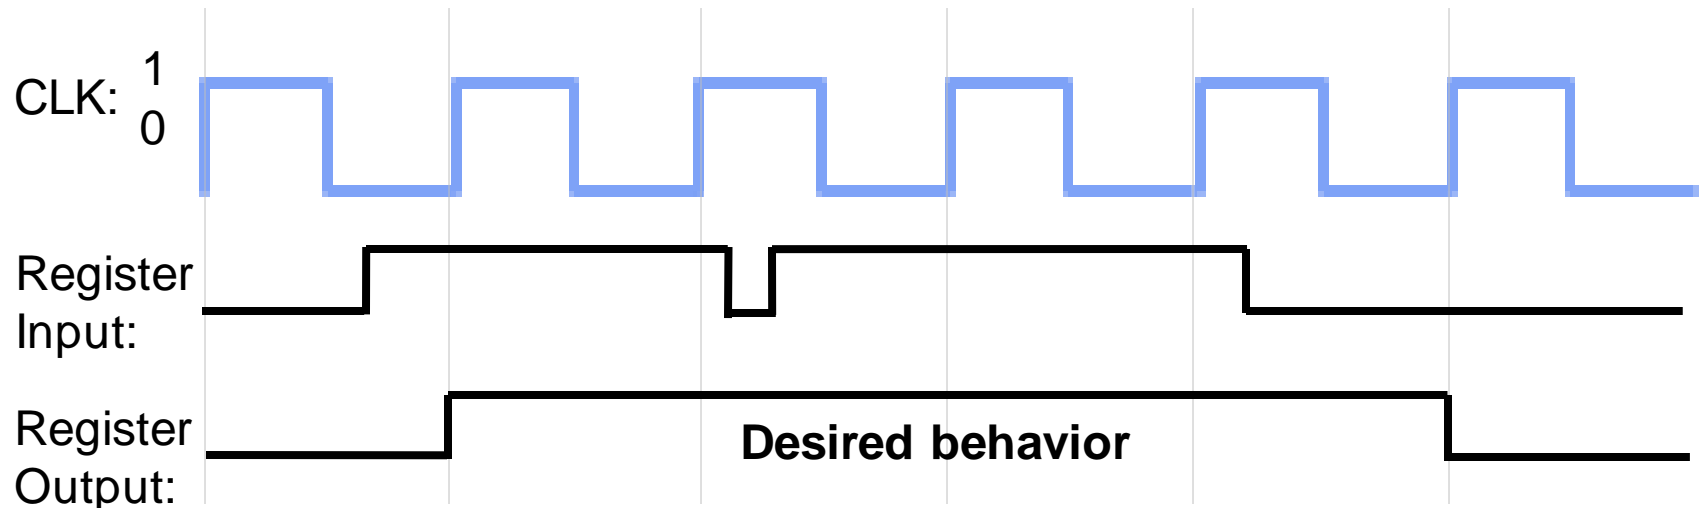 CLK:
1
0
Register
Input:
Register
Output:
Desired behavior